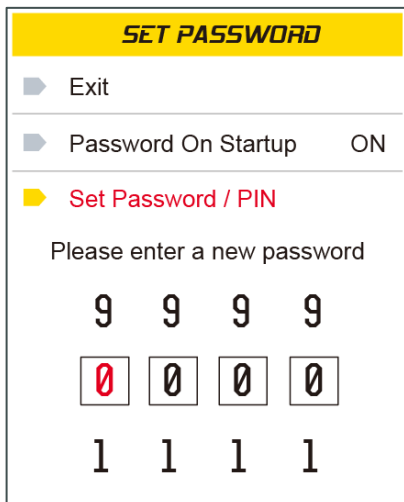 SET PASSWORD
Exit
Password On Startup ON
Set Password / PIN
Please enter a new password
9 9 9 9
0 0 0 0
1 1 1 1